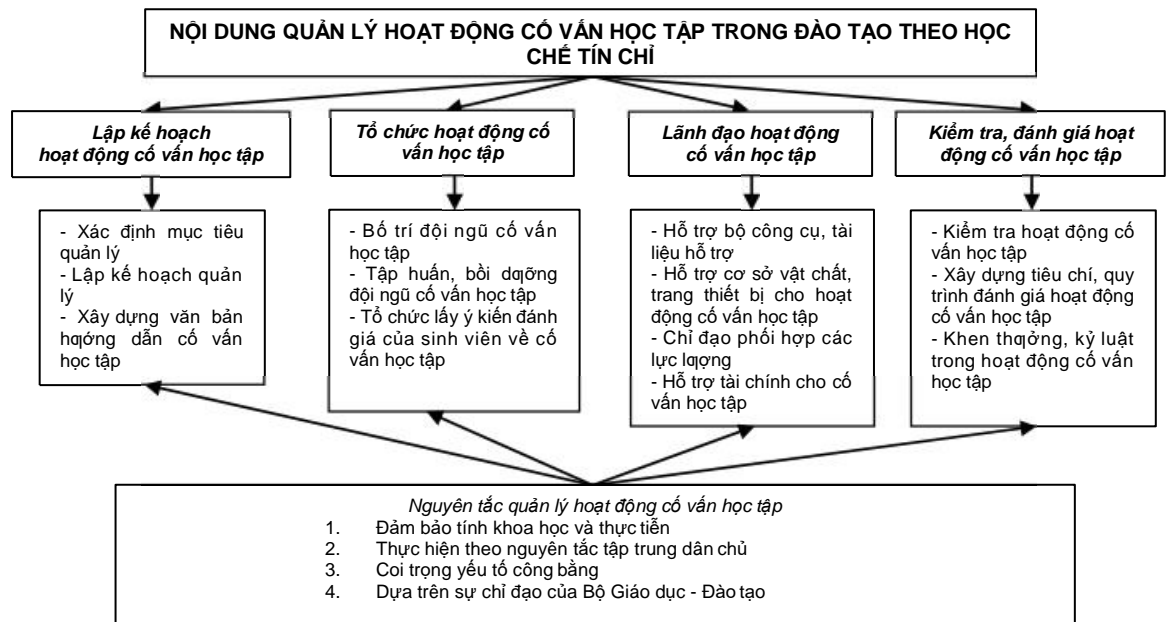 NỘI DUNG QUẢN LÝ HOẠT ĐỘNG CỐ VẤN HỌC TẬP TRONG ĐÀO TẠO THEO HỌC
CHẾ TÍN CHỈ
Lập kế hoạch
hoạt động cố vấn học tập
Tổ chức hoạt động cố
vấn học tập
Lãnh đạo hoạt động
cố vấn học tập
Kiểm tra, đánh giá hoạt
động cố vấn học tập
- Xác định mục tiêu
quản lý
- Lập kế hoạch quản
lý
- Xây dựng văn bản
hƣớng dẫn cố vấn
học tập
- Bố trí đội ngũ cố vấn
học tập
- Tập huấn, bồi dƣỡng
đội ngũ cố vấn học tập
- Tổ chức lấy ý kiến đánh
giá của sinh viên về cố
vấn học tập
- Hỗ trợ bộ công cụ, tài
liệu hỗ trợ
- Hỗ trợ cơ sở vật chất,
trang thiết bị cho hoạt
động cố vấn học tập
- Chỉ đạo phối hợp các
lực lƣợng
- Hỗ trợ tài chính cho cố
vấn học tập
- Kiểm tra hoạt động cố
vấn học tập
- Xây dựng tiêu chí, quy
trình đánh giá hoạt động
cố vấn học tập
- Khen thƣởng, kỷ luật
trong hoạt động cố vấn
học tập
Nguyên tắc quản lý hoạt động cố vấn học tập
1. Đảm bảo tính khoa học và thực tiễn
2. Thực hiện theo nguyên tắc tập trung dân chủ
3. Coi trọng yếu tố công bằng
4. Dựa trên sự chỉ đạo của Bộ Giáo dục - Đào tạo